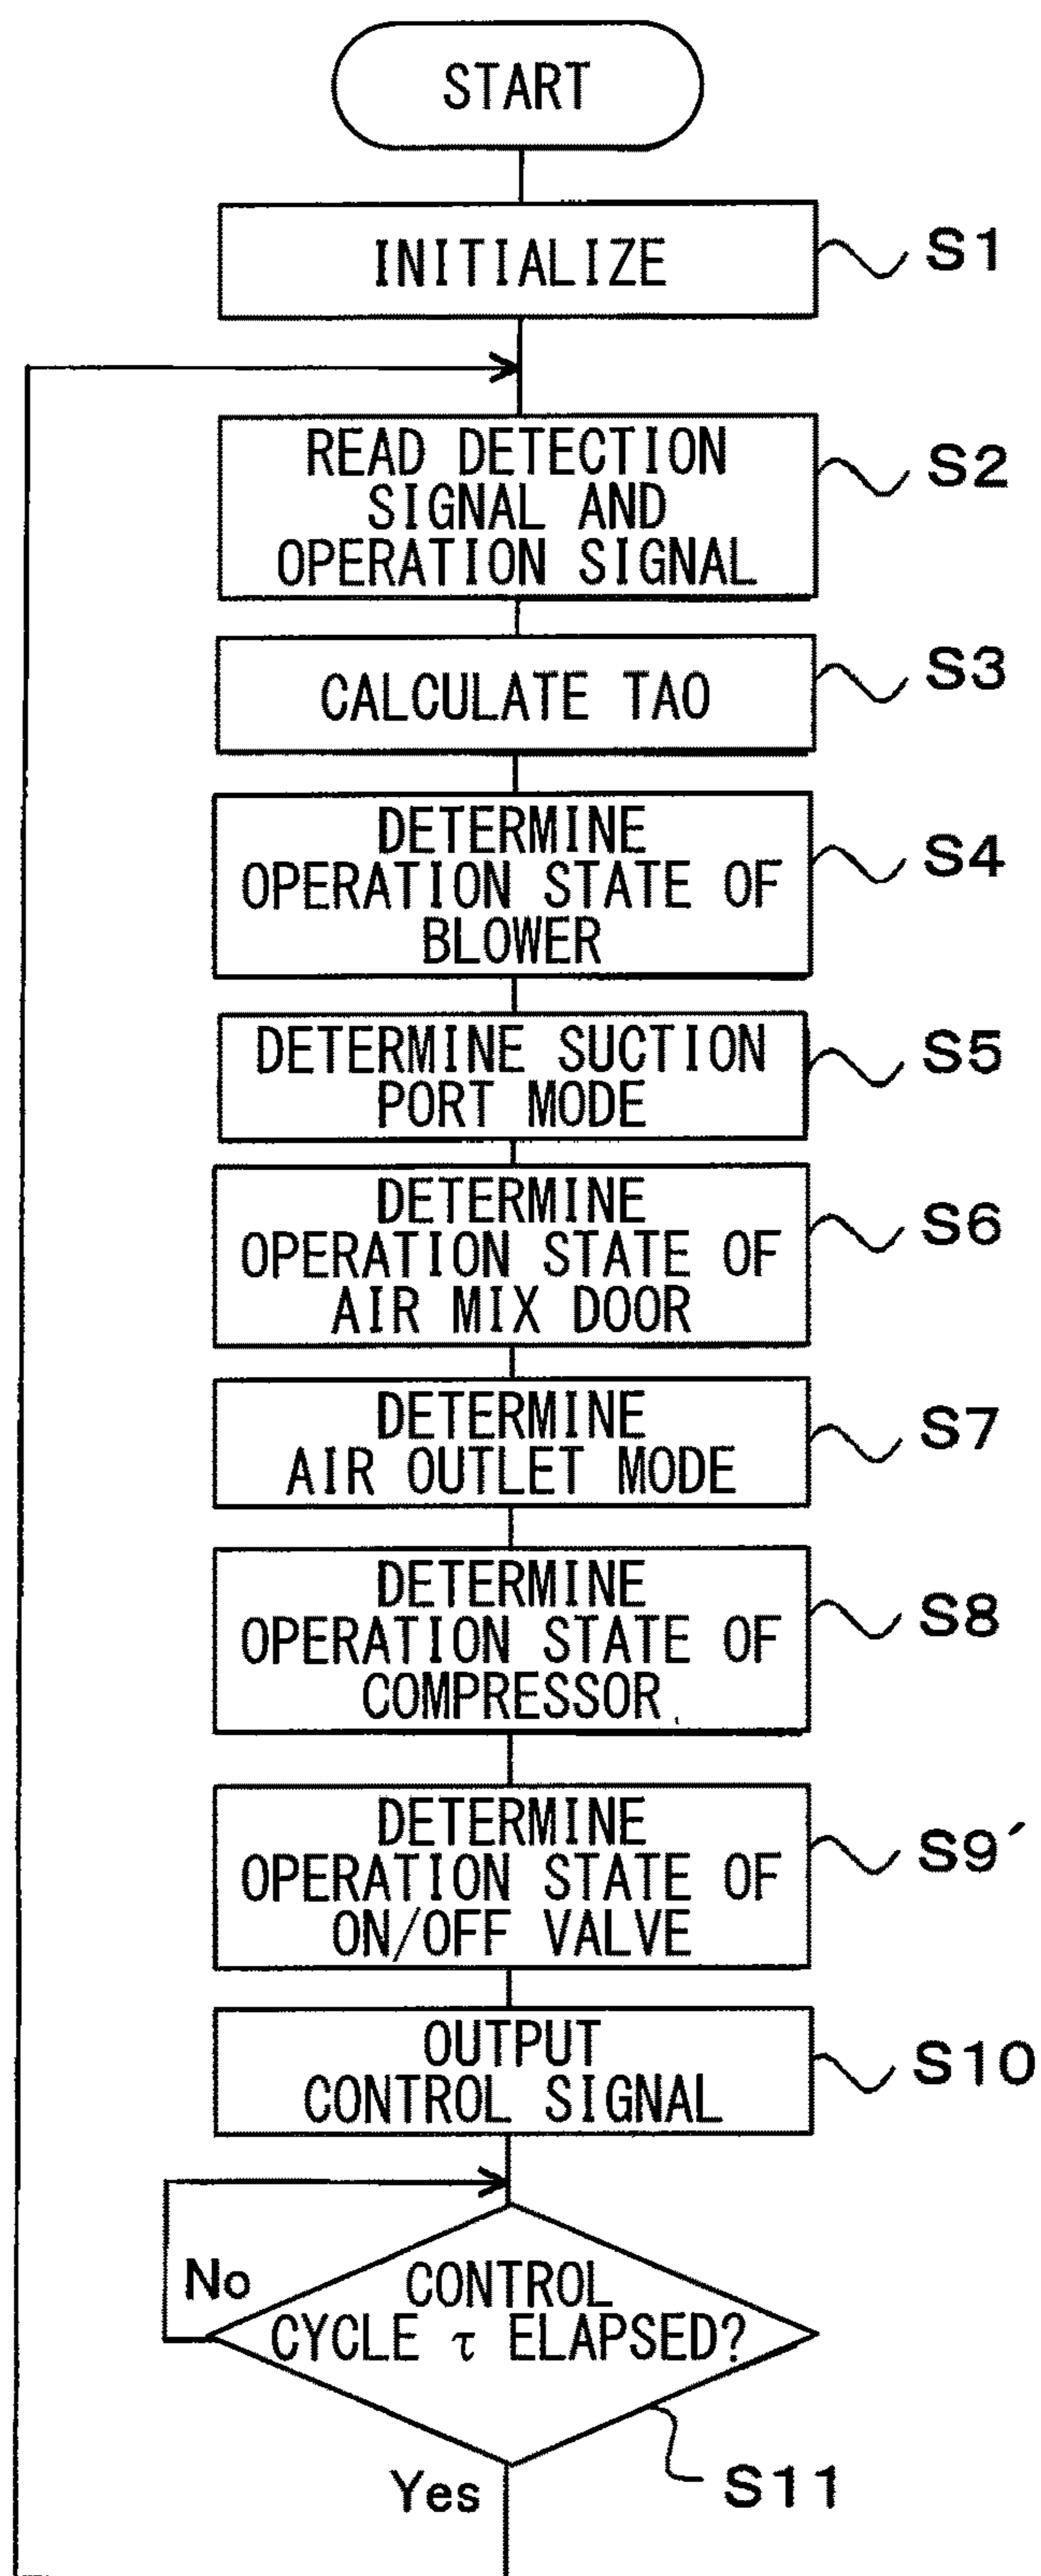 START
INITIALIZE
S1
READ DETECTION
SIGNAL AND
OPERATION SIGNAL
S2
CALCULATE TAO
S3
DETERMINE
OPERATION STATE OF
BLOWER
S4
DETERMINE SUCTION
PORT MODE
S5
DETERMINE
OPERATION STATE OF
AIR MIX DOOR
S6
DETERMINE
AIR OUTLET MODE
S7
DETERMINE
OPERATION STATE OF
COMPRESSOR
S8
DETERMINE
OPERATION STATE OF
ON/OFF VALVE
S9´
OUTPUT
CONTROL SIGNAL
S10
No
CONTROL
CYCLE τ ELAPSED?
S11
Yes